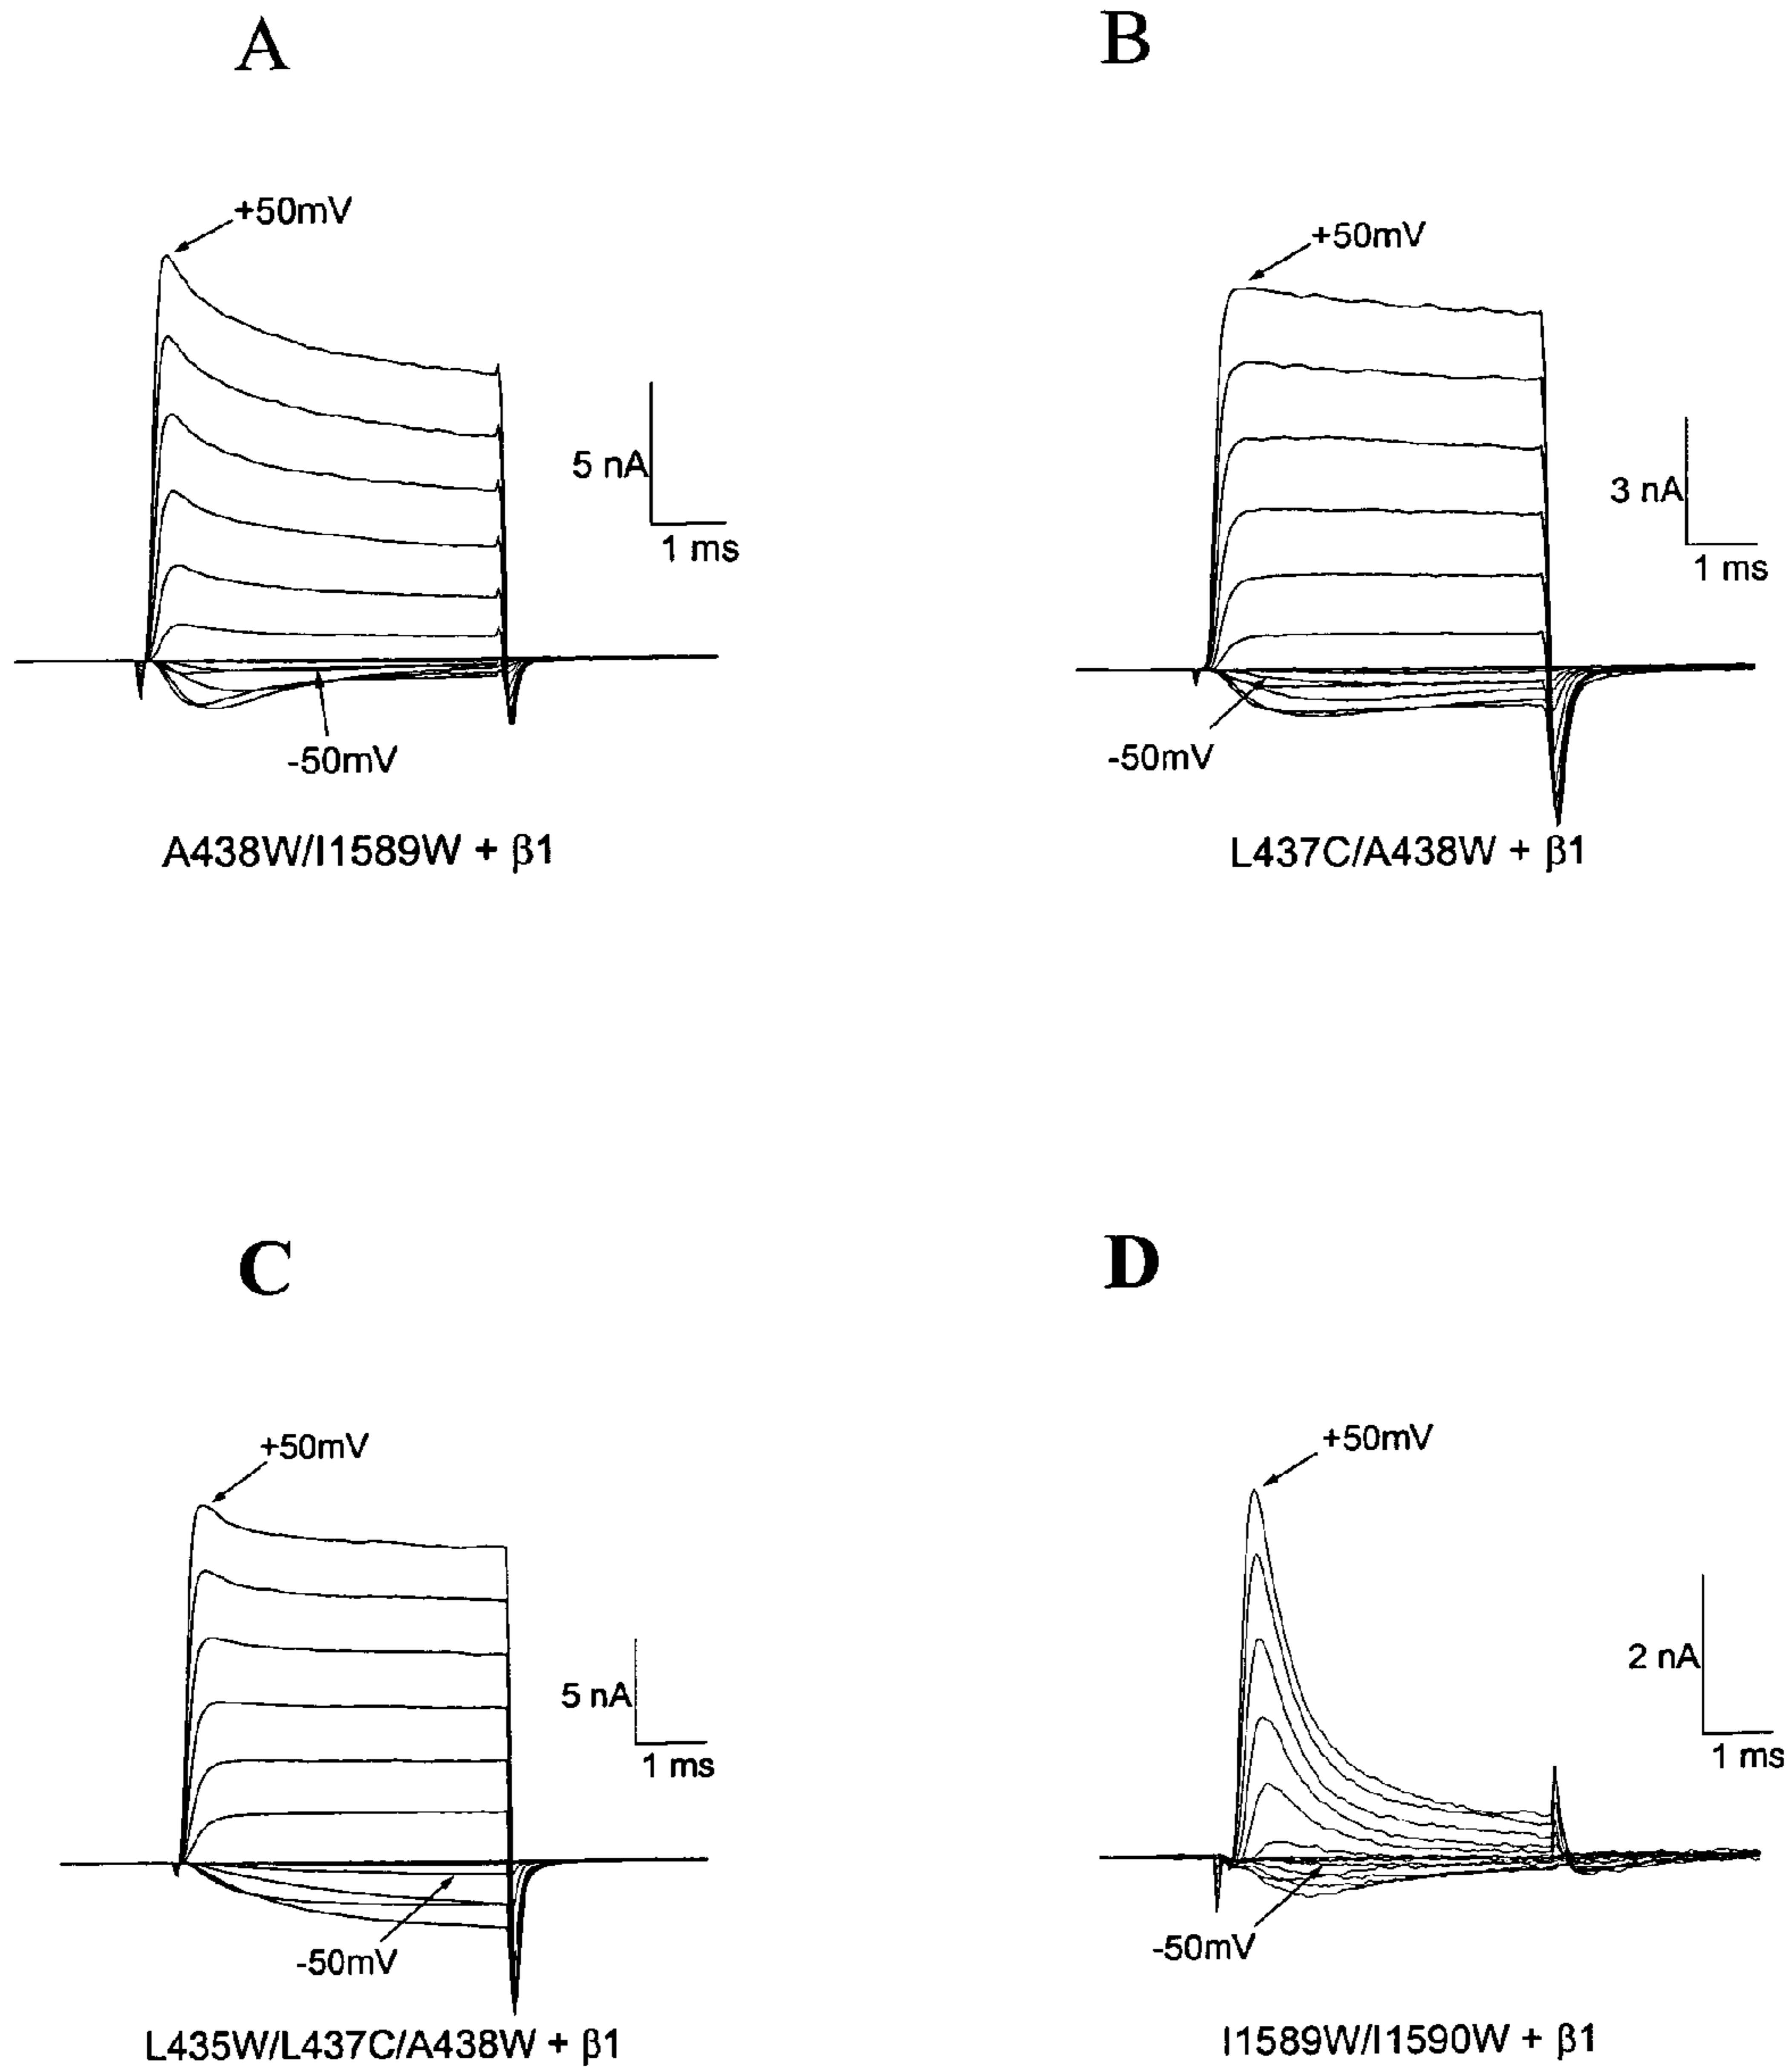 A
+50mV
5 nA
1 ms
-50mV
A438W/I1589W + β1
B
+50mV
3 nA
1 ms
-50mV
L437C/A438W + β1
C
+50mV
5 nA
1 ms
-50mV
L435W/L437C/A438W + β1
D
+50mV
2 nA
1 ms
-50mV
I1589W/I1590W + β1